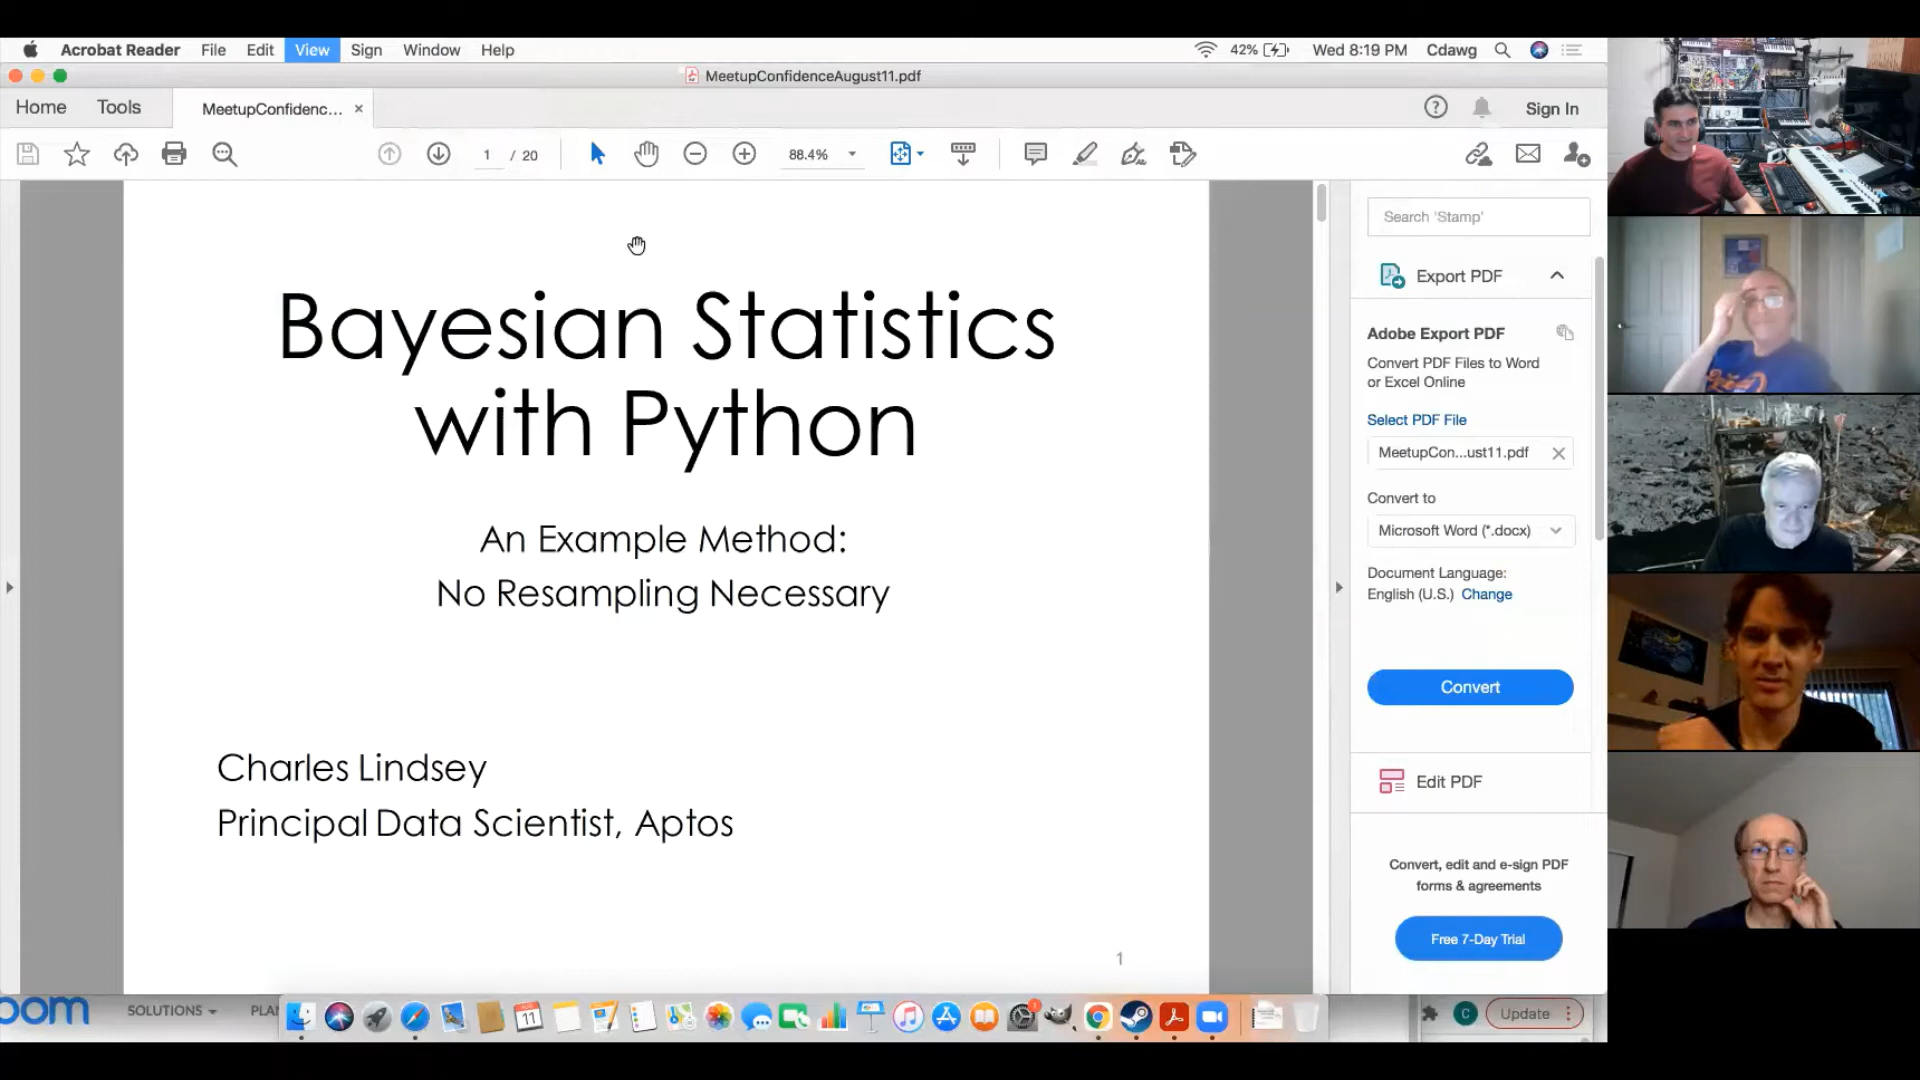 Acrobat Reader File Edit View Sign Window Help 42% Wed 8:19 PM Cdawg
MeetupConfidenceAugust11.pdf
Home Tools MeetupConfidenc... × Sign In
1 / 20 88.4%
Search 'Stamp'
Export PDF
Adobe Export PDF
Convert PDF Files to Word
or Excel Online
Select PDF File
MeetupCon...ust11.pdf
Convert to
Microsoft Word (*.docx)
Document Language:
English (U.S.) Change
Convert
Edit PDF
Convert, edit and e-sign PDF
forms & agreements
Free 7-Day Trial
Bayesian Statistics
with Python
An Example Method:
No Resampling Necessary
Charles Lindsey
Principal Data Scientist, Aptos
1
oom SOLUTIONS PLAN
11
C Update